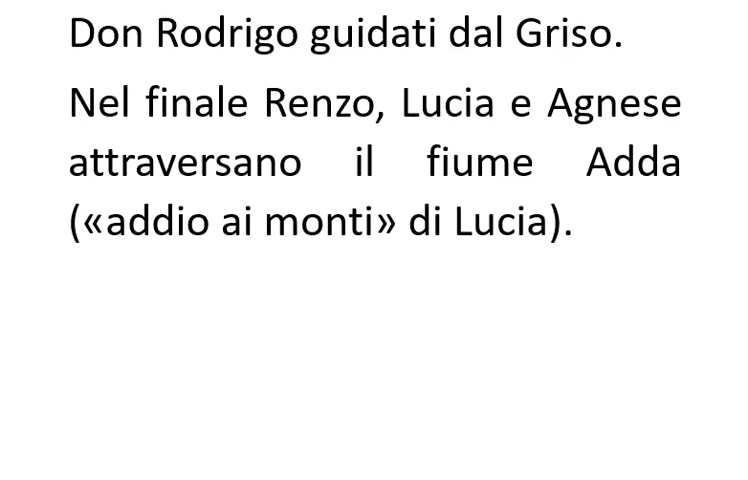 Don Rodrigo guidati dal Griso.
Nel finale Renzo, Lucia e Agnese
attraversano il fiume Adda
(«addio ai monti» di Lucia).